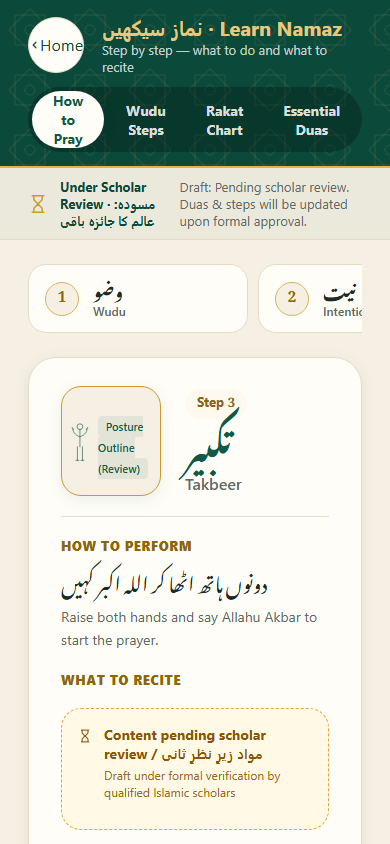 ‹ Home
نماز سیکھیں · Learn Namaz
Step by step — what to do and what to
recite
How
to
Pray
Wudu
Steps
Rakat
Chart
Essential
Duas
Under Scholar
Review · مسودہ:
عالم کا جائزہ باقی
Draft: Pending scholar review.
Duas & steps will be updated
upon formal approval.
1
وضو
Wudu
2
نیت
Posture
Outline
(Review)
Step 3
تکبیر
Takbeer
HOW TO PERFORM
دونوں ہاتھ اٹھا کر اللہ اکبر کہیں
Raise both hands and say Allahu Akbar to
start the prayer.
WHAT TO RECITE
Content pending scholar
review / مواد زیرِ نظرِ ثانی
Draft under formal verification by
qualified Islamic scholars